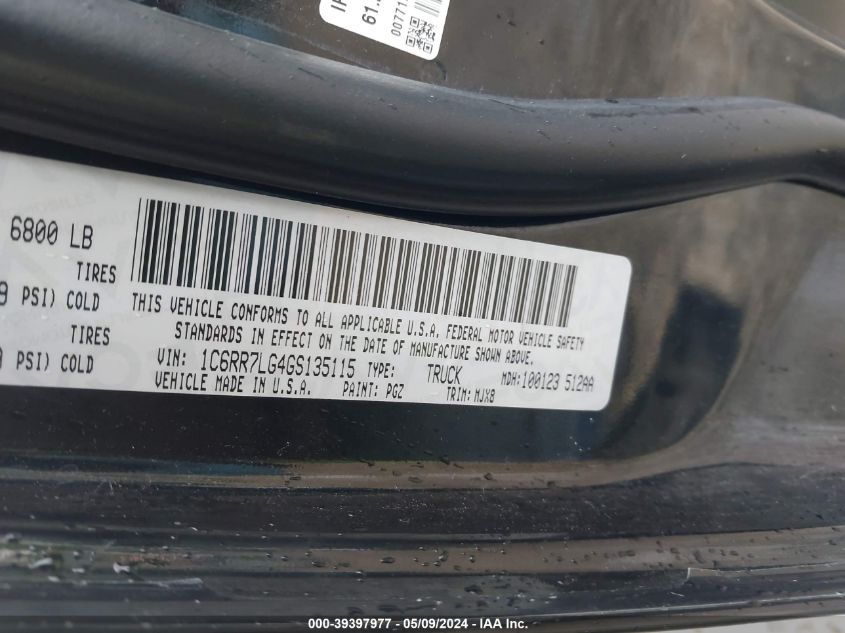 61.
00771
6800 LB
TIRES
PSI) COLD
THIS VEHICLE CONFORMS TO ALL APPLICABLE U.S.A. FEDERAL MOTOR VEHICLE SAFETY
TIRES
STANDARDS IN EFFECT ON THE DATE OF MANUFACTURE SHOWN ABOVE.
PSI) COLD
VIN: 1C6RR7LG4GS135115 TYPE: TRUCK MDH:100123 512AA
VEHICLE MADE IN U.S.A. PAINT: PGZ TRIM: MJX8
000-39397977 - 05/09/2024 - IAA Inc.